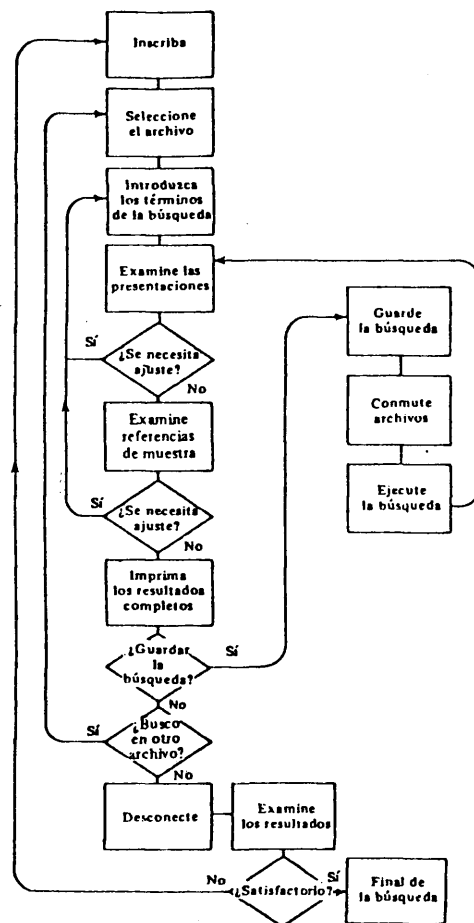 Inscriba
Seleccione
el archivo
Introduzca
los términos
de la búsqueda
Examine las
presentaciones
Sí
¿Se necesita
ajuste?
No
Examine
referencias
de muestra
Sí
¿Se necesita
ajuste?
No
Imprima
los resultados
completos
¿Guardar
la
búsqueda?
Sí
No
Guarde
la búsqueda
Conmute
archivos
Ejecute
la búsqueda
Sí
¿Busco
en otro
archivo?
No
Desconecte
Examine
los resultados
No
¿Satisfactorio?
Sí
Final de
la búsqueda